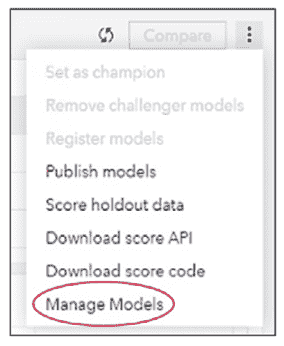 Compare
Set as champion
Remove challenger models
Register models
Publish models
Score holdout data
Download score API
Download score code
Manage Models